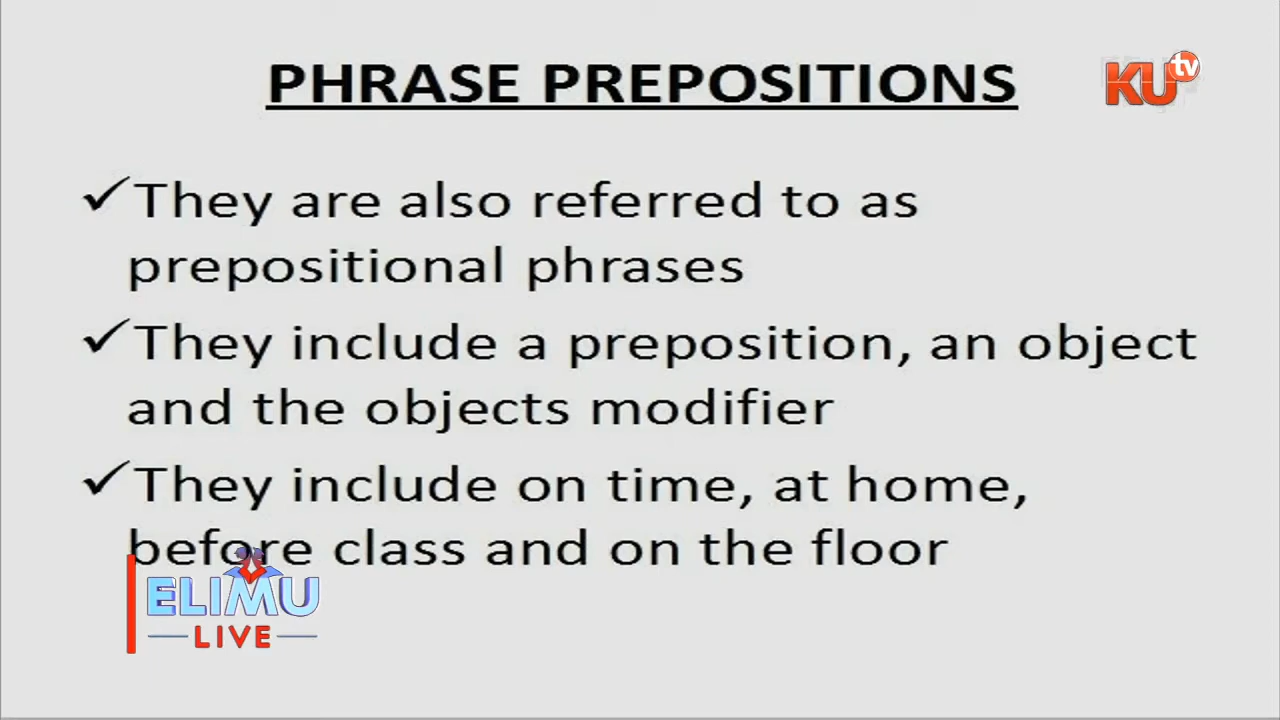 PHRASE PREPOSITIONS
KU tv
✓They are also referred to as
prepositional phrases
✓They include a preposition, an object
and the objects modifier
✓They include on time, at home,
before class and on the floor
ELIMU
LIVE